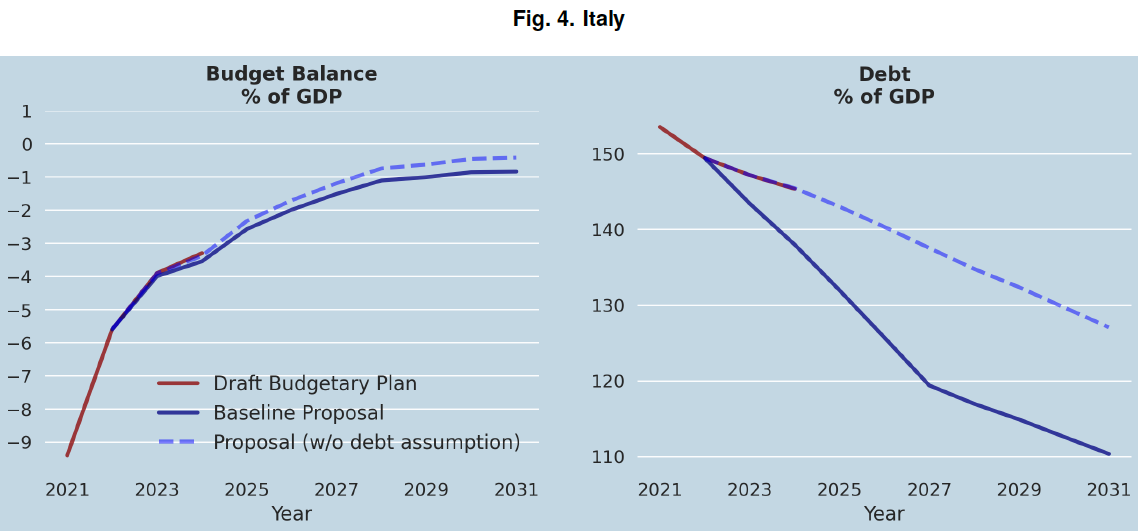 Fig. 4. Italy
Budget Balance
% of GDP
1
0
−1
−2
−3
−4
−5
−6
−7
−8
−9
Draft Budgetary Plan
Baseline Proposal
Proposal (w/o debt assumption)
2021 2023 2025 2027 2029 2031
Year
Debt
% of GDP
150
140
130
120
110
2021 2023 2025 2027 2029 2031
Year